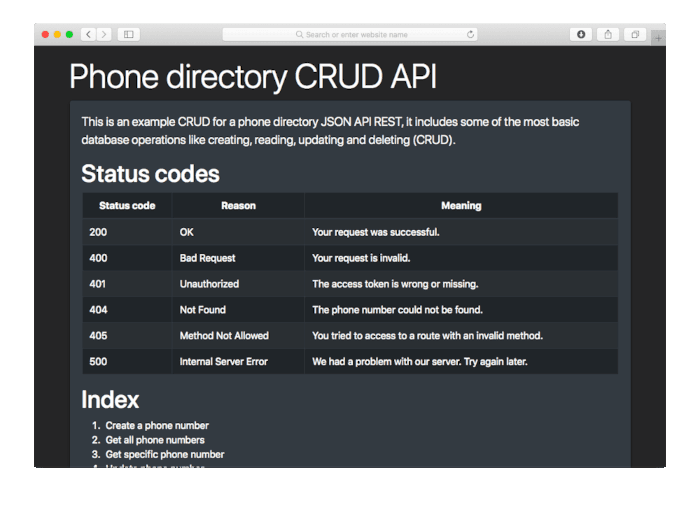 Search or enter website name
Phone directory CRUD API
This is an example CRUD for a phone directory JSON API REST, it includes some of the most basic
database operations like creating, reading, updating and deleting (CRUD).
Status codes
Status code Reason Meaning
200 OK Your request was successful.
400 Bad Request Your request is invalid.
401 Unauthorized The access token is wrong or missing.
404 Not Found The phone number could not be found.
405 Method Not Allowed You tried to access to a route with an invalid method.
500 Internal Server Error We had a problem with our server. Try again later.
Index
1. Create a phone number
2. Get all phone numbers
3. Get specific phone number
4. Update phone number